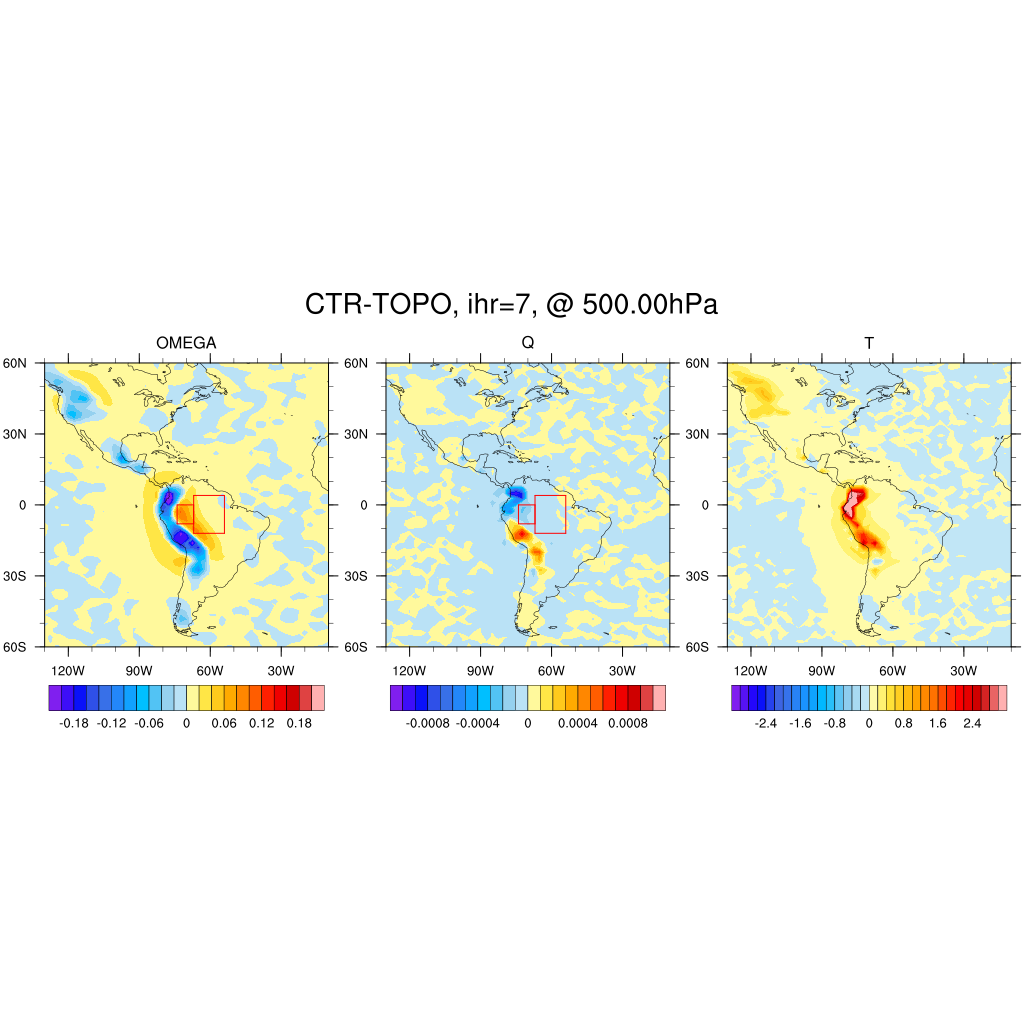 CTR-TOPO, ihr=7, @ 500.00hPa
OMEGA Q T
60N 60N 60N
30N 30N 30N
0 0 0
30S 30S 30S
60S 60S 60S
120W 90W 60W 30W 120W 90W 60W 30W 120W 90W 60W 30W
-0.18 -0.12 -0.06 0 0.06 0.12 0.18 -0.0008 -0.0004 0 0.0004 0.0008 -2.4 -1.6 -0.8 0 0.8 1.6 2.4